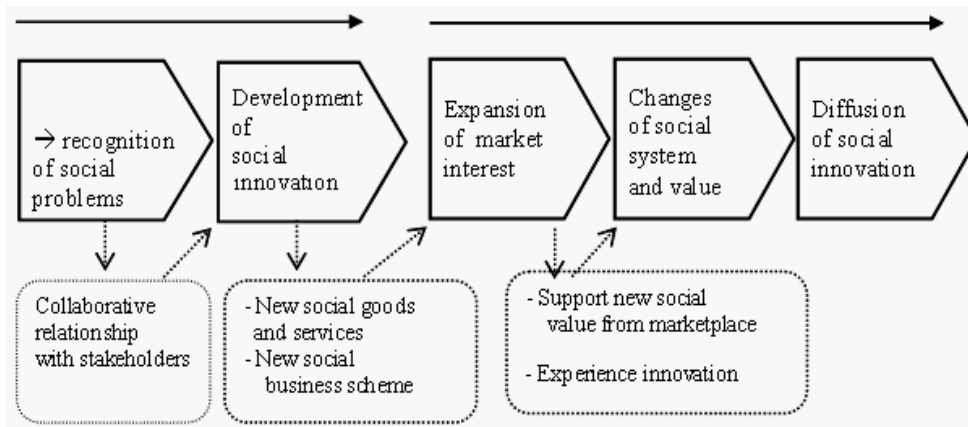 → recognition
of social
problems
Development
of
social
innovation
Expansion
of market
interest
Changes
of social
system
and value
Diffusion
of social
innovation
Collaborative
relationship
with stakeholders
- New social goods
and services
- New social
business scheme
- Support new social
value from marketplace
- Experience innovation